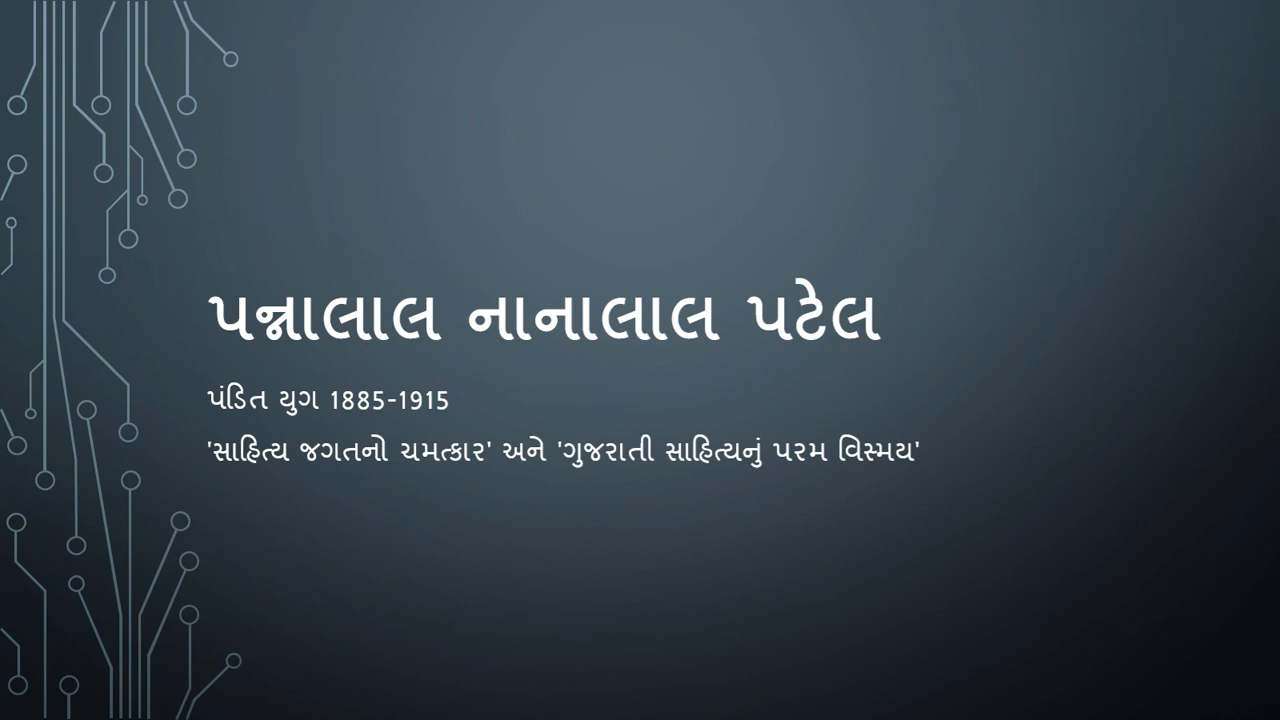 પન્નાલાલ નાનાલાલ પટેલ
પંડિત યુગ 1885-1915
'સાહિત્ય જગતનો ચમત્કાર' અને 'ગુજરાતી સાહિત્યનું પરમ વિસ્મય'